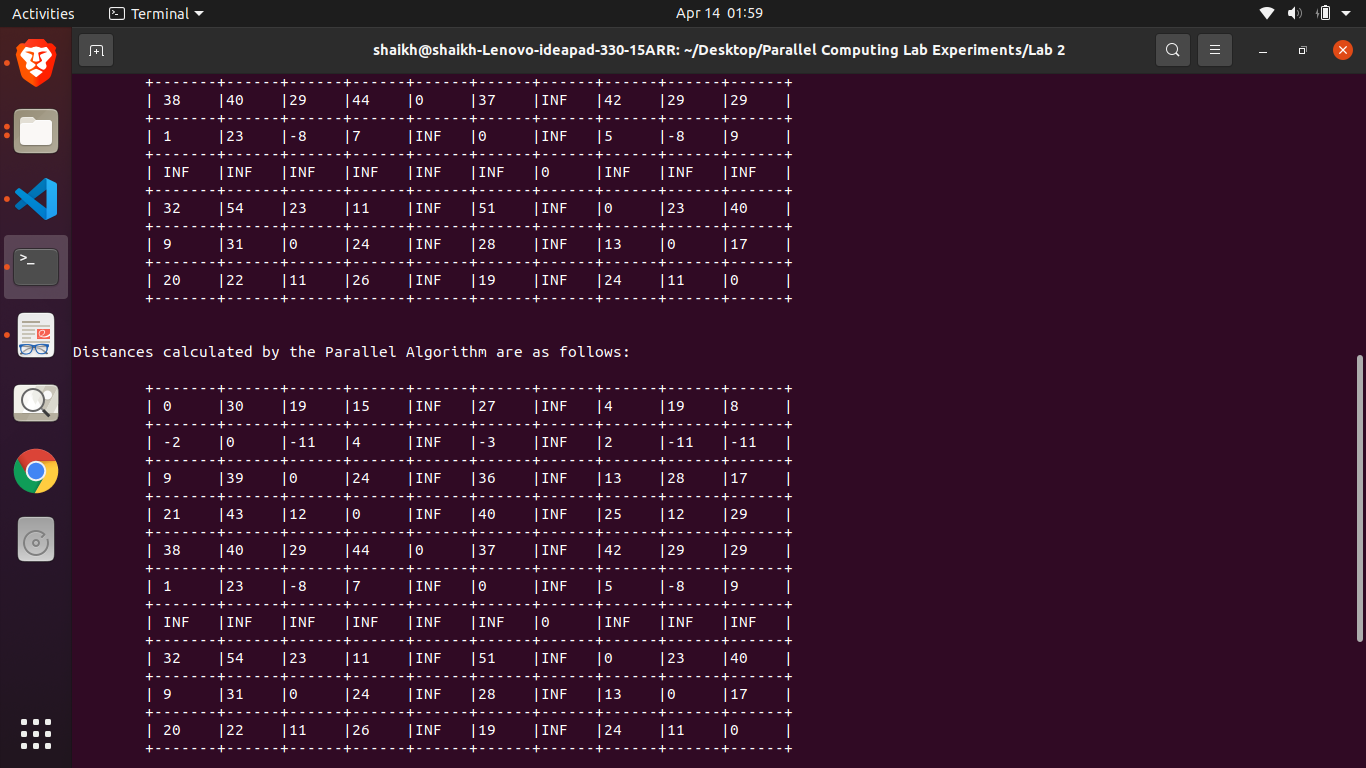 Activities Terminal Apr 14 01:59
shaikh@shaikh-Lenovo-ideapad-330-15ARR: ~/Desktop/Parallel Computing Lab Experiments/Lab 2
+-------+------+------+------+------+------+------+------+------+------+
| 38 |40 |29 |44 |0 |37 |INF |42 |29 |29 |
+-------+------+------+------+------+------+------+------+------+------+
| 1 |23 |-8 |7 |INF |0 |INF |5 |-8 |9 |
+-------+------+------+------+------+------+------+------+------+------+
| INF |INF |INF |INF |INF |INF |0 |INF |INF |INF |
+-------+------+------+------+------+------+------+------+------+------+
| 32 |54 |23 |11 |INF |51 |INF |0 |23 |40 |
+-------+------+------+------+------+------+------+------+------+------+
| 9 |31 |0 |24 |INF |28 |INF |13 |0 |17 |
+-------+------+------+------+------+------+------+------+------+------+
| 20 |22 |11 |26 |INF |19 |INF |24 |11 |0 |
+-------+------+------+------+------+------+------+------+------+------+
Distances calculated by the Parallel Algorithm are as follows:
+-------+------+------+------+------+------+------+------+------+------+
| 0 |30 |19 |15 |INF |27 |INF |4 |19 |8 |
+-------+------+------+------+------+------+------+------+------+------+
| -2 |0 |-11 |4 |INF |-3 |INF |2 |-11 |-11 |
+-------+------+------+------+------+------+------+------+------+------+
| 9 |39 |0 |24 |INF |36 |INF |13 |28 |17 |
+-------+------+------+------+------+------+------+------+------+------+
| 21 |43 |12 |0 |INF |40 |INF |25 |12 |29 |
+-------+------+------+------+------+------+------+------+------+------+
| 38 |40 |29 |44 |0 |37 |INF |42 |29 |29 |
+-------+------+------+------+------+------+------+------+------+------+
| 1 |23 |-8 |7 |INF |0 |INF |5 |-8 |9 |
+-------+------+------+------+------+------+------+------+------+------+
| INF |INF |INF |INF |INF |INF |0 |INF |INF |INF |
+-------+------+------+------+------+------+------+------+------+------+
| 32 |54 |23 |11 |INF |51 |INF |0 |23 |40 |
+-------+------+------+------+------+------+------+------+------+------+
| 9 |31 |0 |24 |INF |28 |INF |13 |0 |17 |
+-------+------+------+------+------+------+------+------+------+------+
| 20 |22 |11 |26 |INF |19 |INF |24 |11 |0 |
+-------+------+------+------+------+------+------+------+------+------+